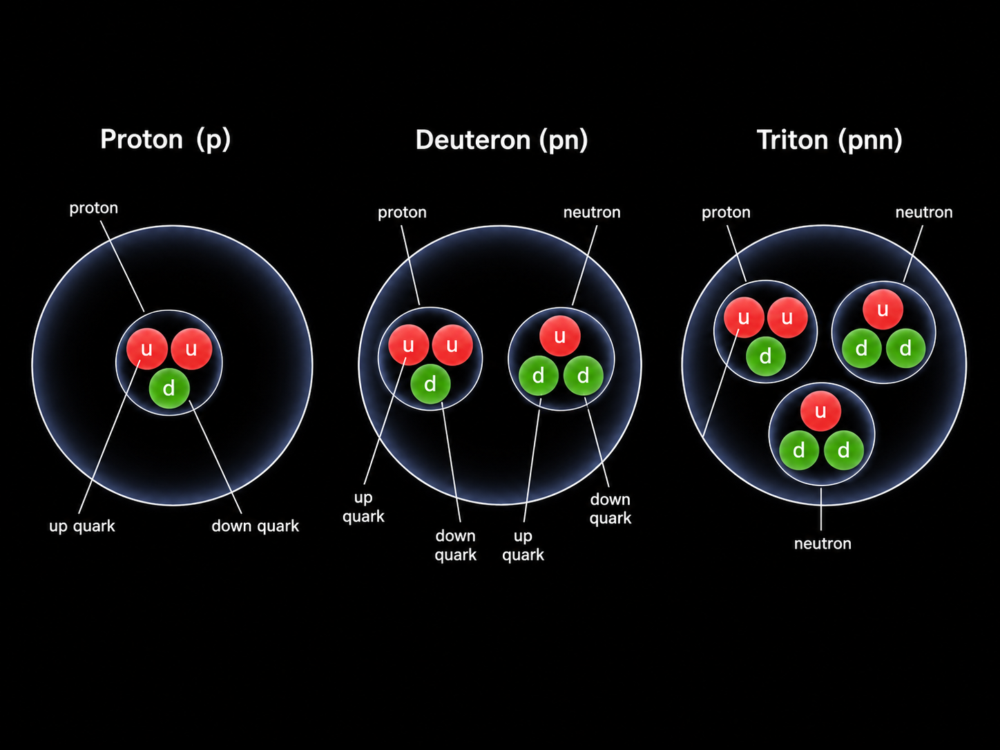 Proton (p)
Deuteron (pn)
Triton (pnn)
proton
u u
d
up quark
down quark
proton
neutron
u u
d
u
d d
up
quark
down
quark
up
quark
down
quark
proton
neutron
u u
d
u
d d
u
d d
neutron